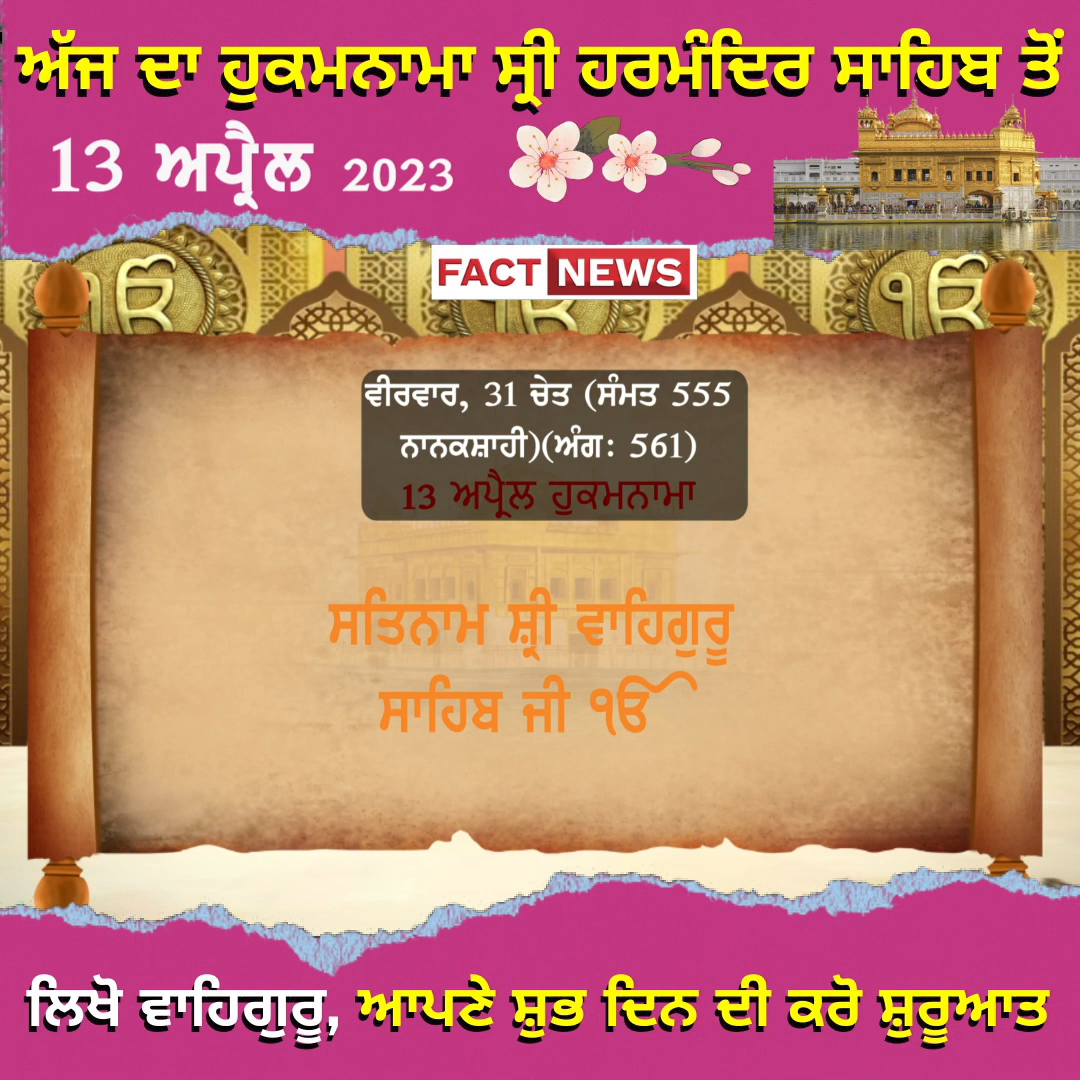 ਅੱਜ ਦਾ ਹੁਕਮਨਾਮਾ ਸ੍ਰੀ ਹਰਮੰਦਿਰ ਸਾਹਿਬ ਤੋਂ
13 ਅਪ੍ਰੈਲ 2023
FACT NEWS
ੴ ੴ ੴ
ਵੀਰਵਾਰ, 31 ਚੇਤ (ਸੰਮਤ 555
ਨਾਨਕਸ਼ਾਹੀ)(ਅੰਗ: 561)
13 ਅਪ੍ਰੈਲ ਹੁਕਮਨਾਮਾ
ਸਤਿਨਾਮ ਸ਼੍ਰੀ ਵਾਹਿਗੁਰੂ
ਸਾਹਿਬ ਜੀ ੴ
ਲਿਖੋ ਵਾਹਿਗੁਰੂ, ਆਪਣੇ ਸ਼ੁਭ ਦਿਨ ਦੀ ਕਰੋ ਸ਼ੁਰੂਆਤ